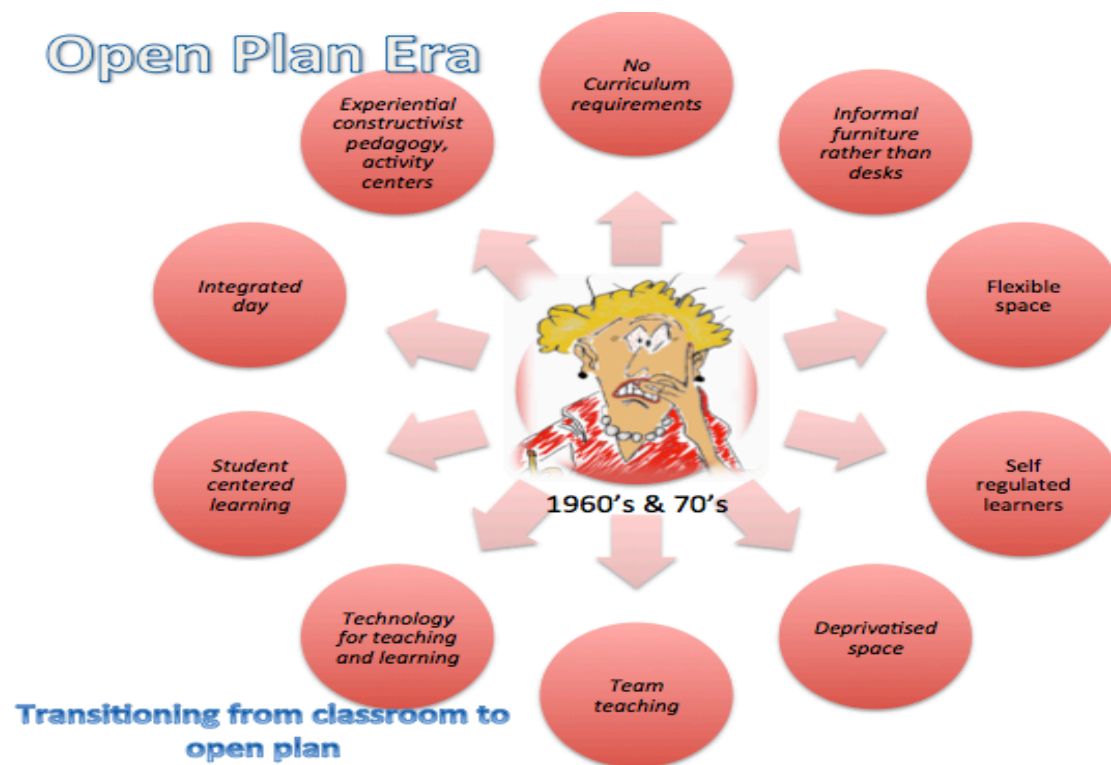 Open Plan Era
No
Curriculum
requirements
Informal
furniture
rather than
desks
Flexible
space
Self
regulated
learners
Deprivatised
space
Team
teaching
Technology
for teaching
and learning
Student
centered
learning
Integrated
day
Experiential
constructivist
pedagogy,
activity
centers
1960's & 70's
Transitioning from classroom to
open plan